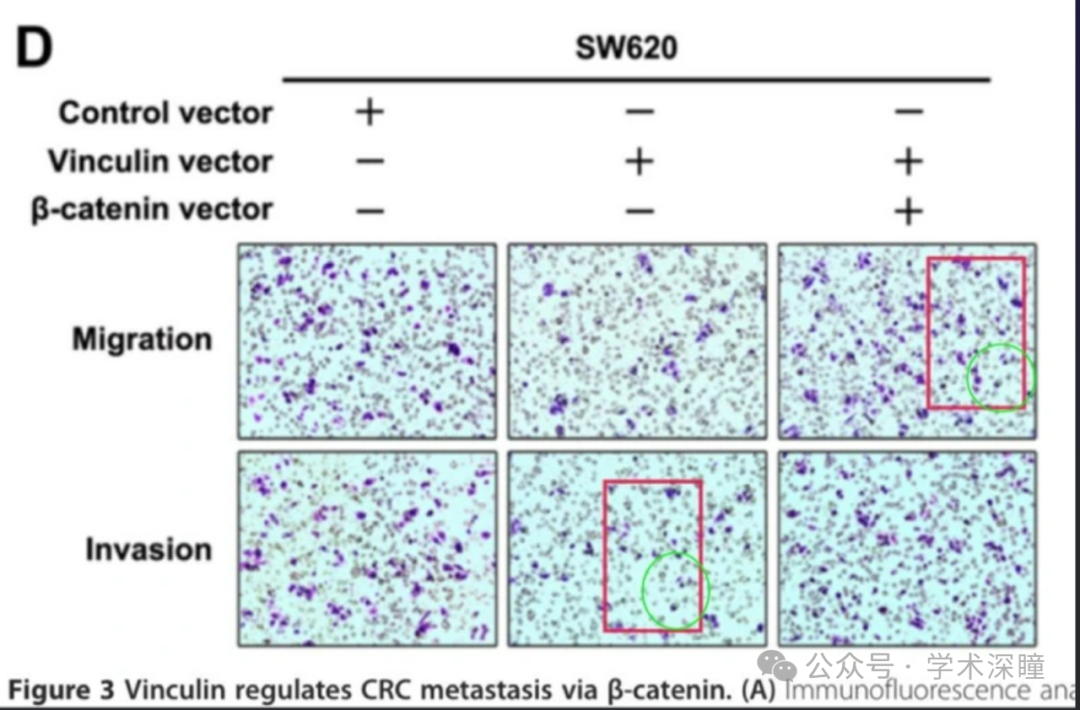 D
SW620
Control vector + − −
Vinculin vector − + +
β-catenin vector − − +
Migration
Invasion
公众号 · 学术深瞳
Figure 3 Vinculin regulates CRC metastasis via β-catenin. (A) Immunofluorescence ana